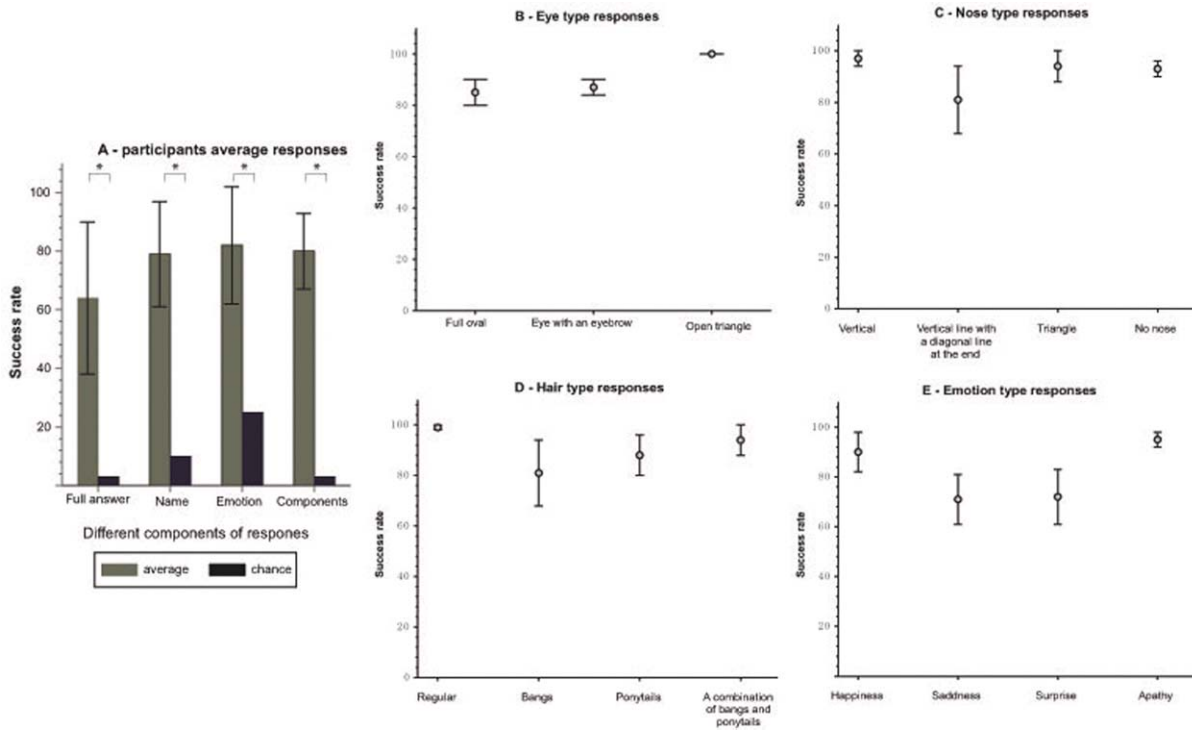 A - participants average responses
*
*
*
*
Success rate
100
80
60
40
20
Full answer
Name
Emotion
Components
Different components of respones
average
chance
B - Eye type responses
Success rate
100
80
60
40
20
0
Full oval
Eye with an eyebrow
Open triangle
C - Nose type responses
Success rate
100
80
60
40
20
0
Vertical
Vertical line with
a diagonal line
at the end
Triangle
No nose
D - Hair type responses
Success rate
100
80
60
40
20
0
Regular
Bangs
Ponytails
A combination
of bangs and
ponytails
E - Emotion type responses
Success rate
100
80
60
40
20
Happiness
Saddness
Surprise
Apathy